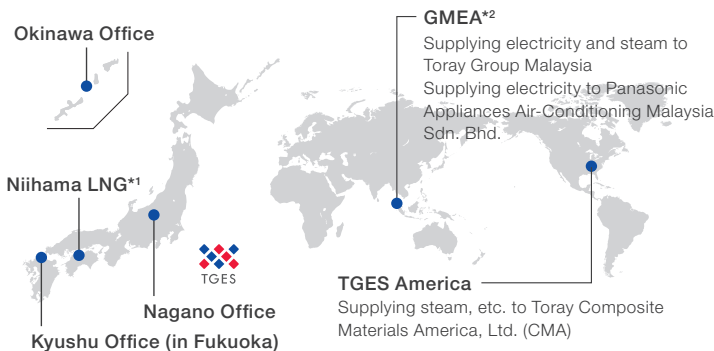 Okinawa Office
Niihama LNG*1
TGES
Nagano Office
Kyushu Office (in Fukuoka)
GMEA*2
Supplying electricity and steam to
Toray Group Malaysia
Supplying electricity to Panasonic
Appliances Air-Conditioning Malaysia
Sdn. Bhd.
TGES America
Supplying steam, etc. to Toray Composite
Materials America, Ltd. (CMA)